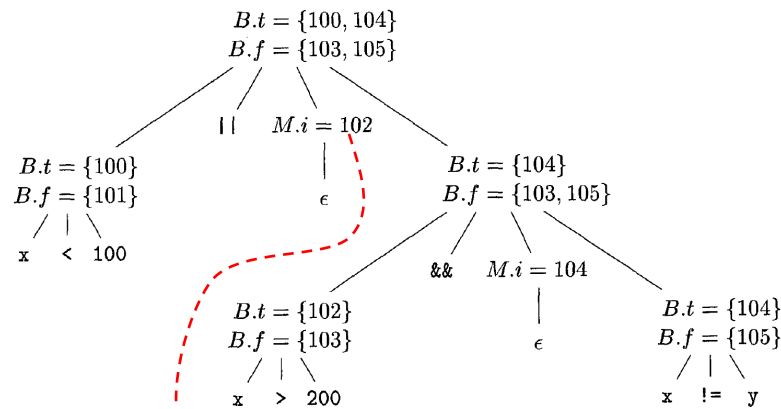 B.t = {100, 104}
B.f = {103, 105}
|| M.i = 102
B.t = {100}
B.f = {101}
ϵ
B.t = {104}
B.f = {103, 105}
x < 100
&& M.i = 104
B.t = {102}
B.f = {103}
ϵ
B.t = {104}
B.f = {105}
x > 200
x != y